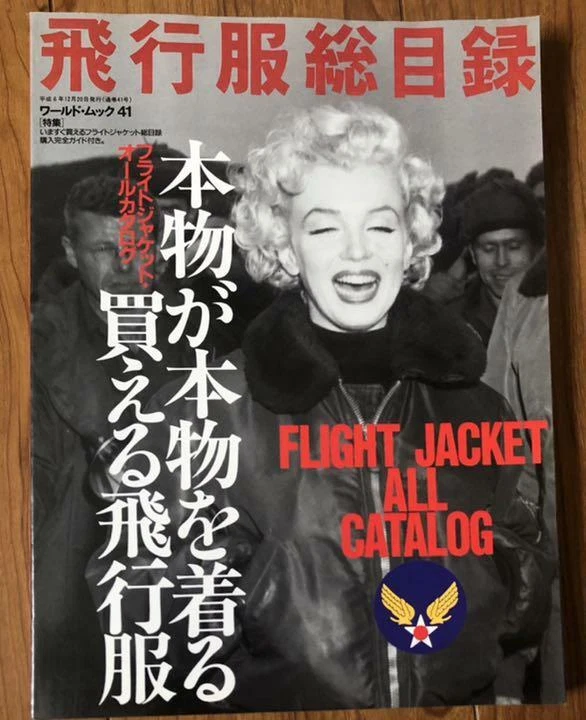 飛行服総目録
平成6年12月20日発行(通巻41号)
ワールド・ムック 41
[特集]
いますぐ買えるフライトジャケット総目録
購入完全ガイド付き。
フライトジャケット・
オールカタログ
本物が本物を着る
買える飛行服
FLIGHT JACKET
ALL
CATALOG